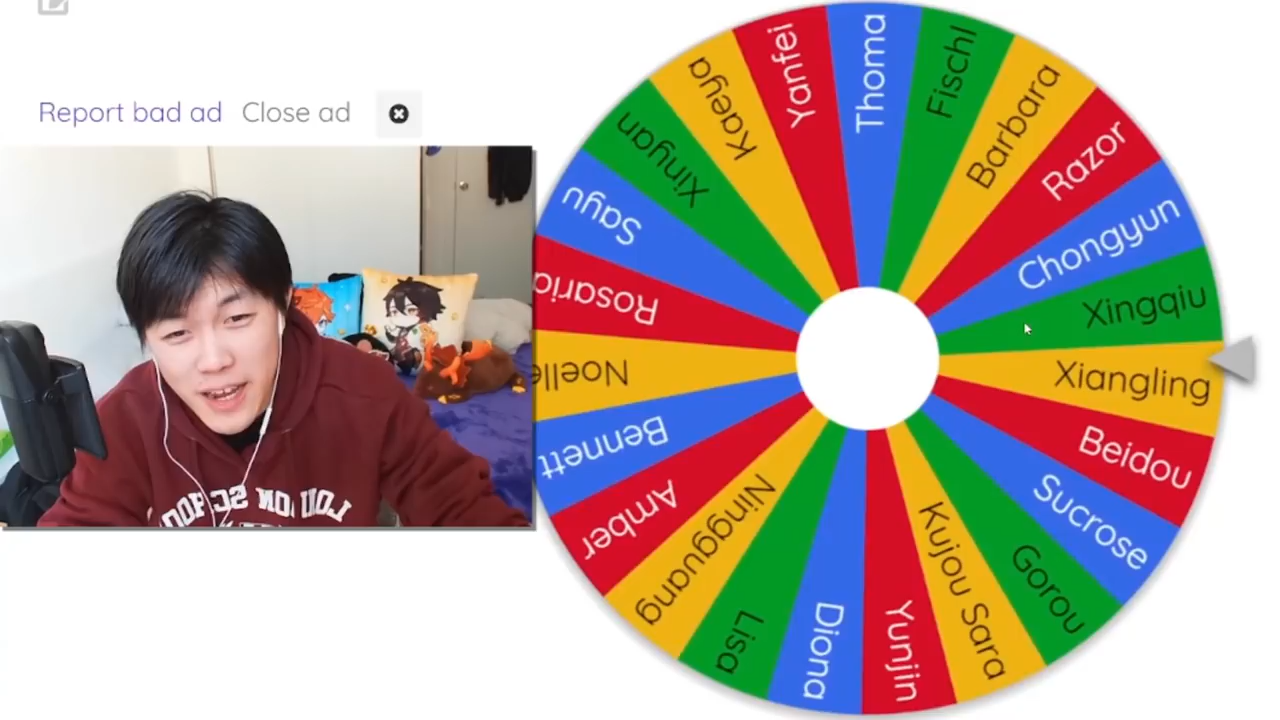 Report bad ad Close ad
Thoma
Fischl
Barbara
Razor
Chongyun
Xingqiu
Xiangling
Beidou
Sucrose
Gorou
Kujou Sara
Yunjin
Diona
Lisa
Ningguang
Amber
Bennett
Noelle
Rosaria
Sayu
Xinyan
Kaeya
Yanfei